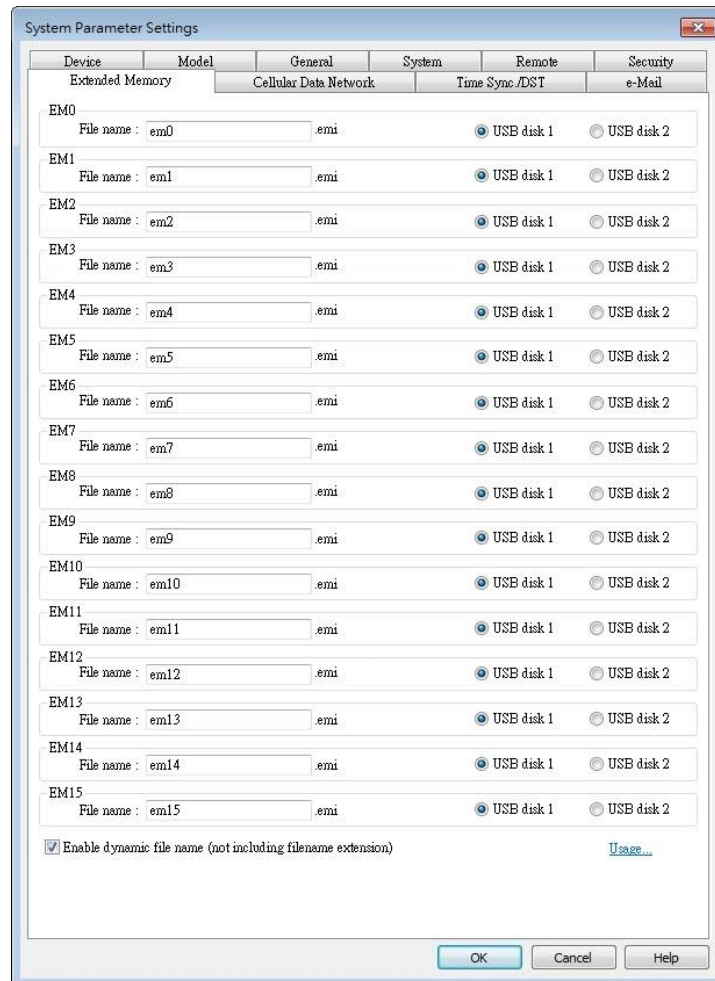 System Parameter Settings
Device Model General System Remote Security
Extended Memory Cellular Data Network Time Sync./DST e-Mail
EM0
File name : em0 .emi USB disk 1 USB disk 2
EM1
File name : em1 .emi USB disk 1 USB disk 2
EM2
File name : em2 .emi USB disk 1 USB disk 2
EM3
File name : em3 .emi USB disk 1 USB disk 2
EM4
File name : em4 .emi USB disk 1 USB disk 2
EM5
File name : em5 .emi USB disk 1 USB disk 2
EM6
File name : em6 .emi USB disk 1 USB disk 2
EM7
File name : em7 .emi USB disk 1 USB disk 2
EM8
File name : em8 .emi USB disk 1 USB disk 2
EM9
File name : em9 .emi USB disk 1 USB disk 2
EM10
File name : em10 .emi USB disk 1 USB disk 2
EM11
File name : em11 .emi USB disk 1 USB disk 2
EM12
File name : em12 .emi USB disk 1 USB disk 2
EM13
File name : em13 .emi USB disk 1 USB disk 2
EM14
File name : em14 .emi USB disk 1 USB disk 2
EM15
File name : em15 .emi USB disk 1 USB disk 2
Enable dynamic file name (not including filename extension) Usage...
OK Cancel Help